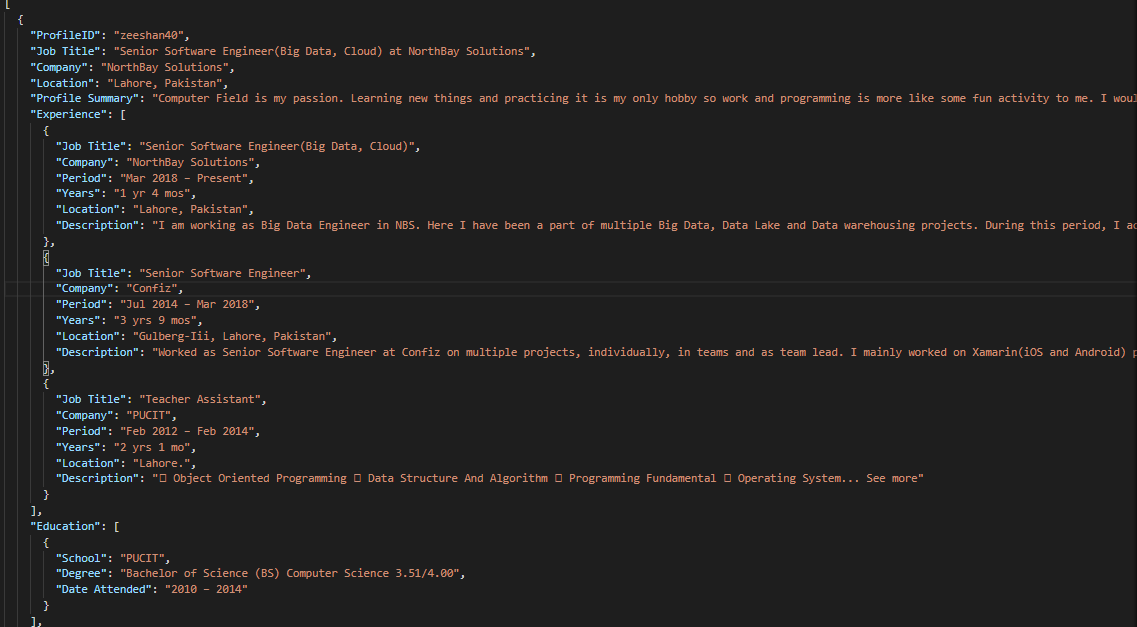 [
{
"ProfileID": "zeeshan40",
"Job Title": "Senior Software Engineer(Big Data, Cloud) at NorthBay Solutions",
"Company": "NorthBay Solutions",
"Location": "Lahore, Pakistan",
"Profile Summary": "Computer Field is my passion. Learning new things and practicing it is my only hobby so work and programming is more like some fun activity to me. I woul
"Experience": [
{
"Job Title": "Senior Software Engineer(Big Data, Cloud)",
"Company": "NorthBay Solutions",
"Period": "Mar 2018 – Present",
"Years": "1 yr 4 mos",
"Location": "Lahore, Pakistan",
"Description": "I am working as Big Data Engineer in NBS. Here I have been a part of multiple Big Data, Data Lake and Data warehousing projects. During this period, I ac
},
{
"Job Title": "Senior Software Engineer",
"Company": "Confiz",
"Period": "Jul 2014 – Mar 2018",
"Years": "3 yrs 9 mos",
"Location": "Gulberg-Iii, Lahore, Pakistan",
"Description": "Worked as Senior Software Engineer at Confiz on multiple projects, individually, in teams and as team lead. I mainly worked on Xamarin(iOS and Android) p
},
{
"Job Title": "Teacher Assistant",
"Company": "PUCIT",
"Period": "Feb 2012 – Feb 2014",
"Years": "2 yrs 1 mo",
"Location": "Lahore.",
"Description": "▯ Object Oriented Programming ▯ Data Structure And Algorithm ▯ Programming Fundamental ▯ Operating System... See more"
}
],
"Education": [
{
"School": "PUCIT",
"Degree": "Bachelor of Science (BS) Computer Science 3.51/4.00",
"Date Attended": "2010 – 2014"
}
],